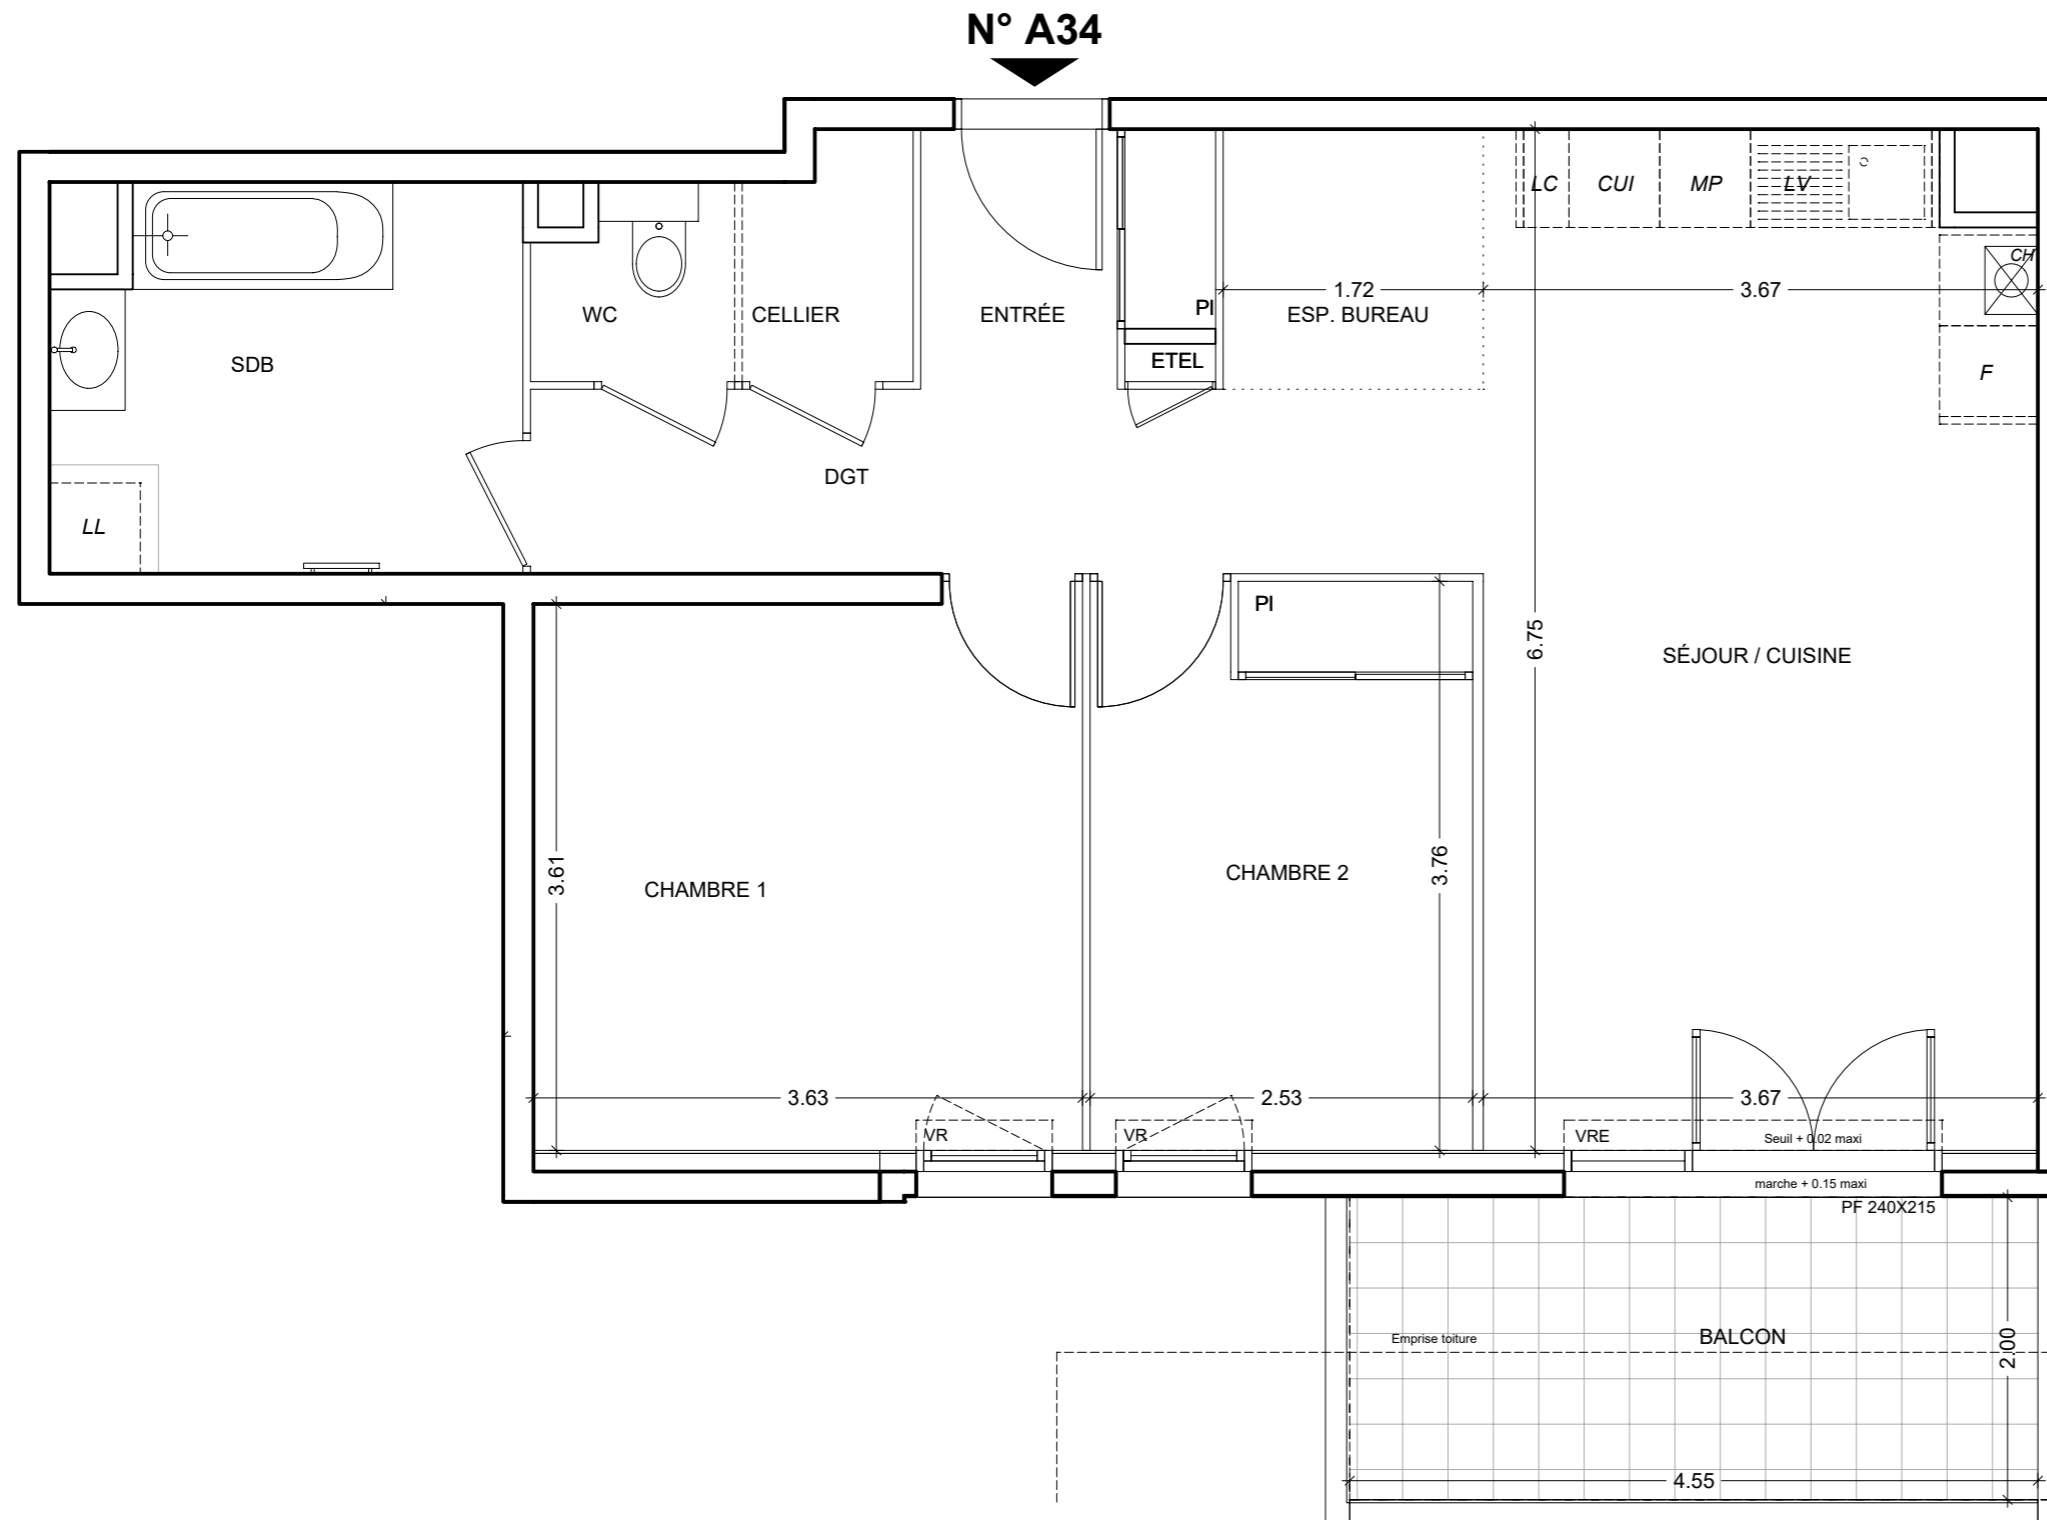 N° A34
LC CUI MP LV
CH
1.72
3.67
PI
WC
CELLIER
ENTRÉE
ESP. BUREAU
SDB
ETEL
F
DGT
LL
PI
6.75
SÉJOUR / CUISINE
3.61
CHAMBRE 1
CHAMBRE 2
3.76
3.63
2.53
3.67
VR
VR
VRE
Seuil + 0.02 maxi
marche + 0.15 maxi
PF 240X215
Emprise toiture
BALCON
2.00
4.55